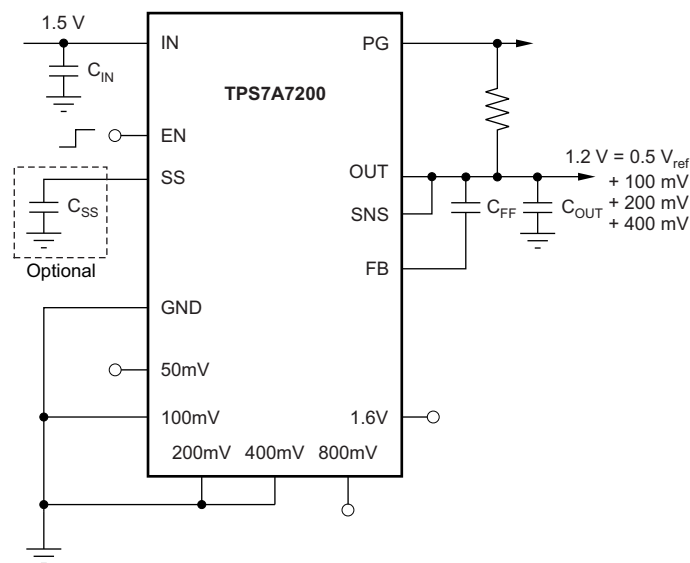 1.5 V
IN
PG
C_IN
TPS7A7200
EN
SS
OUT
1.2 V = 0.5 V_ref
+ 100 mV
+ 200 mV
+ 400 mV
C_SS
SNS
C_FF
C_OUT
Optional
FB
GND
50mV
100mV
1.6V
200mV 400mV 800mV